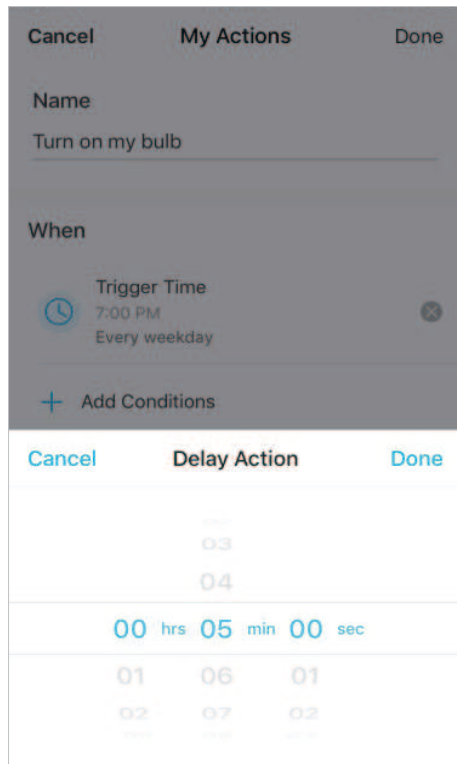 Cancel My Actions Done
Name
Turn on my bulb
When
Trigger Time
7:00 PM
Every weekday
+ Add Conditions
Cancel Delay Action Done
03
04
00 hrs 05 min 00 sec
01 06 01
02 07 02